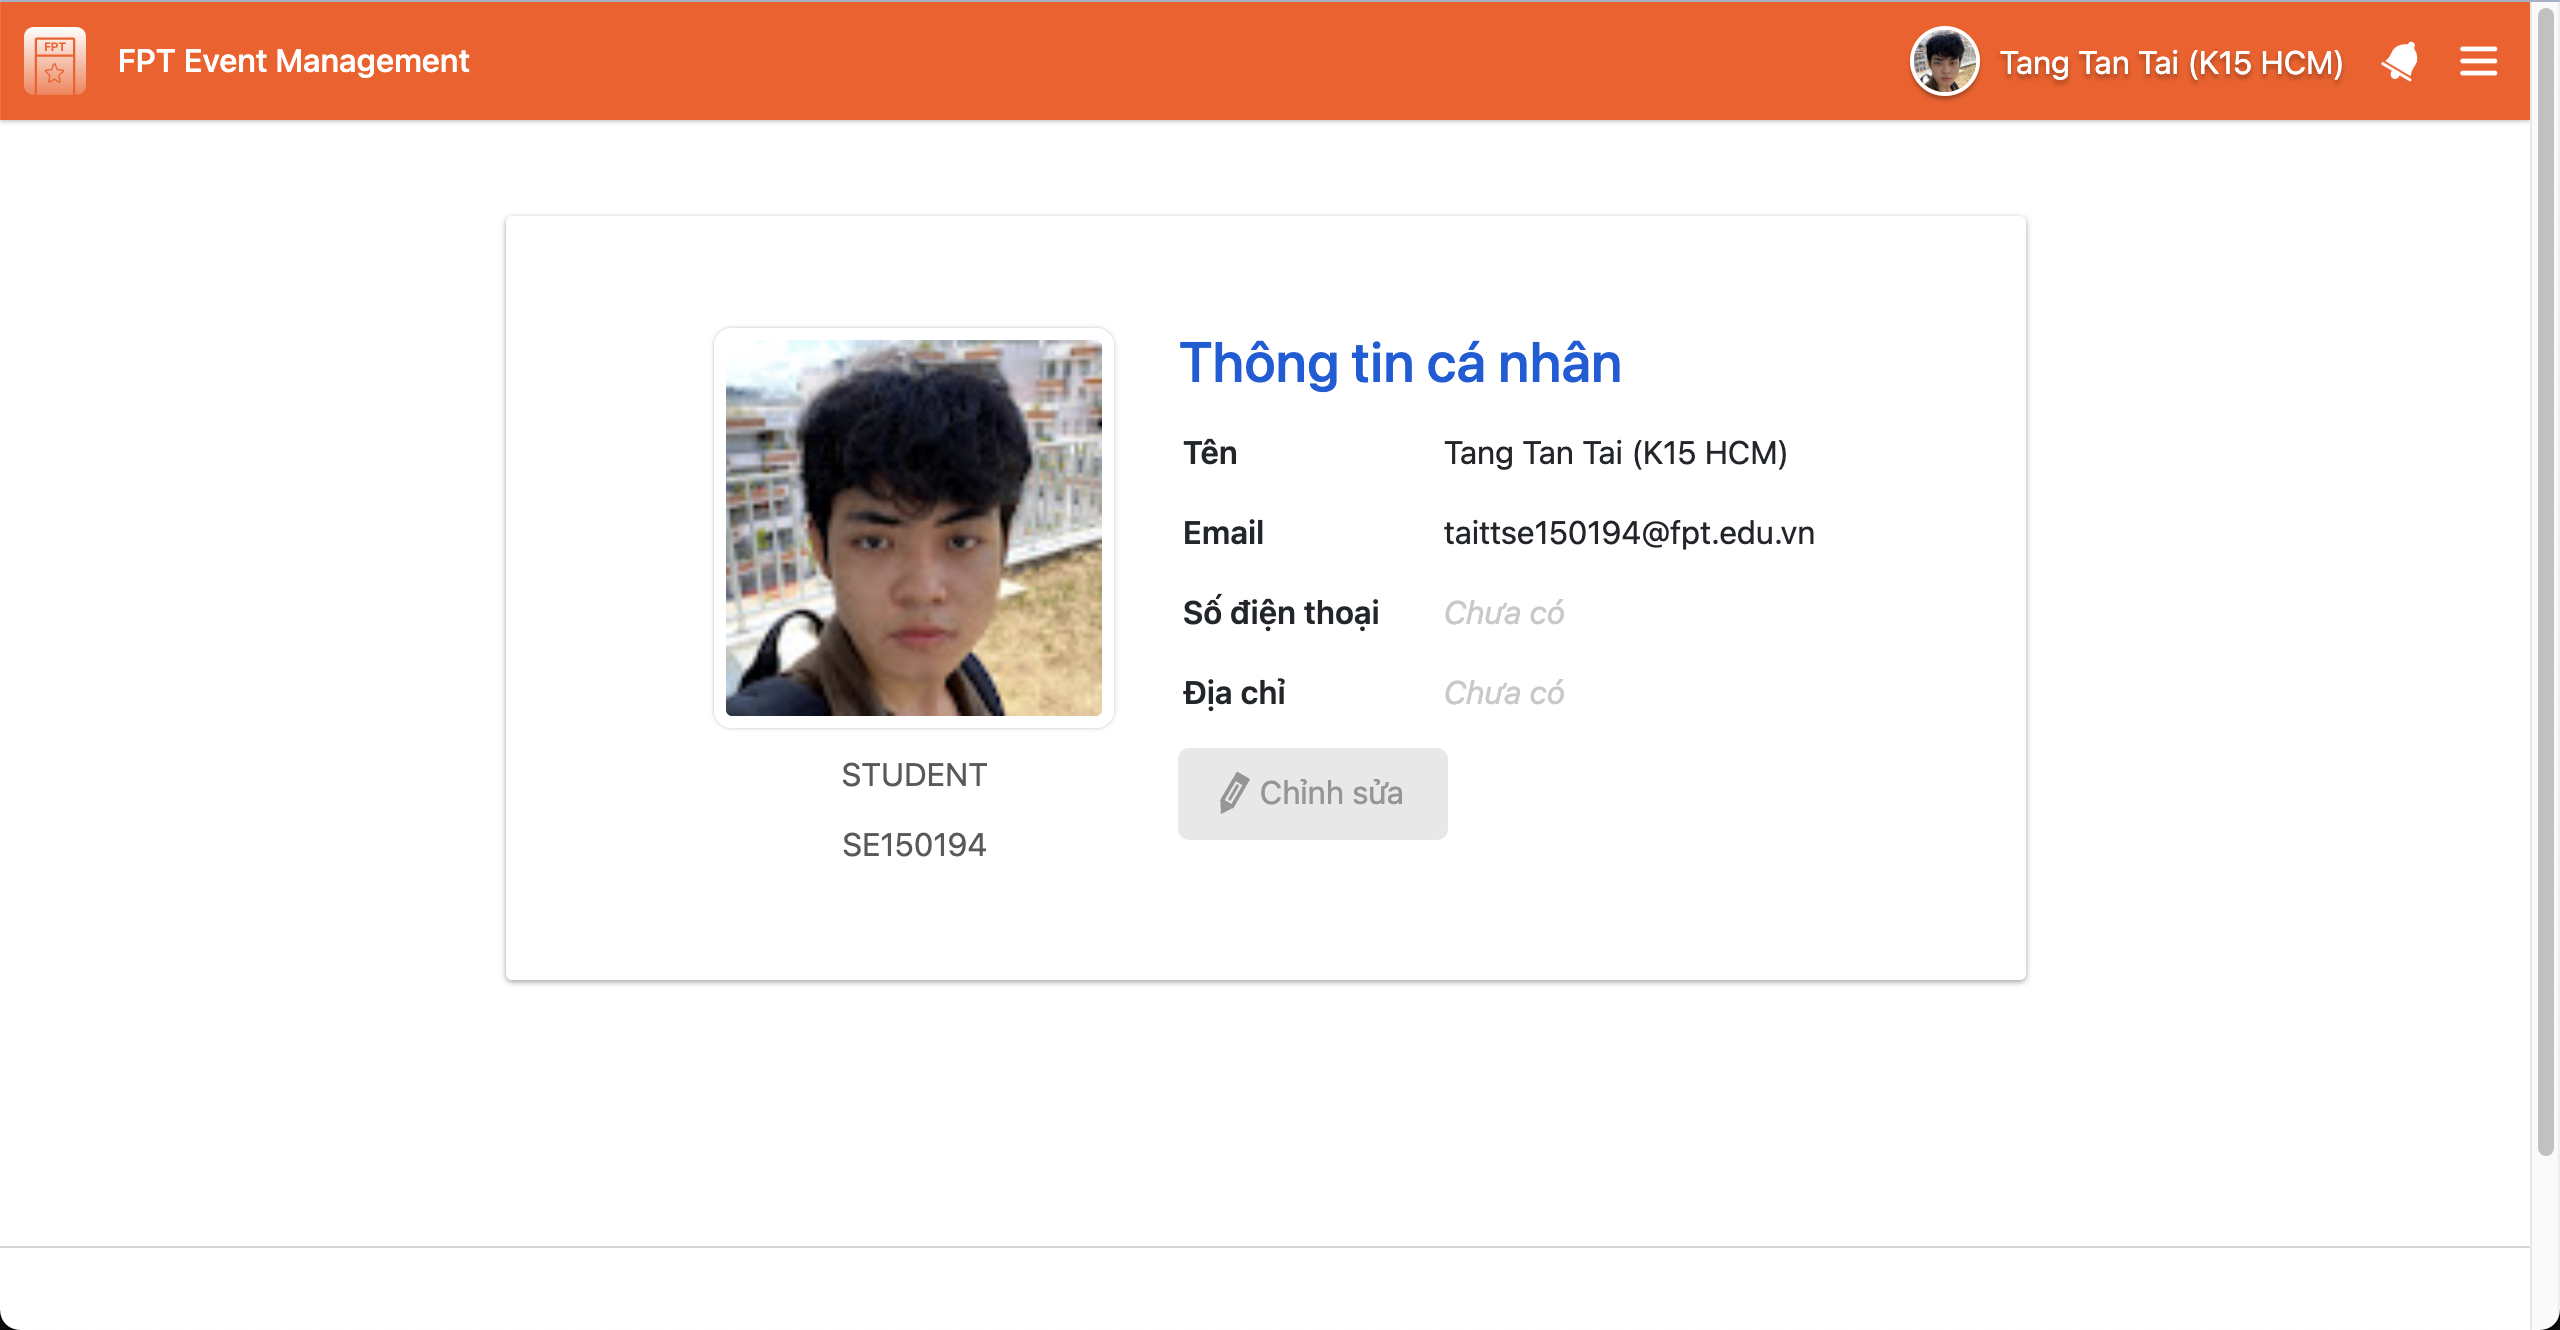 FPT
FPT Event Management
Tang Tan Tai (K15 HCM)
Thông tin cá nhân
Tên Tang Tan Tai (K15 HCM)
Email taittse150194@fpt.edu.vn
Số điện thoại Chưa có
Địa chỉ Chưa có
Chỉnh sửa
STUDENT
SE150194